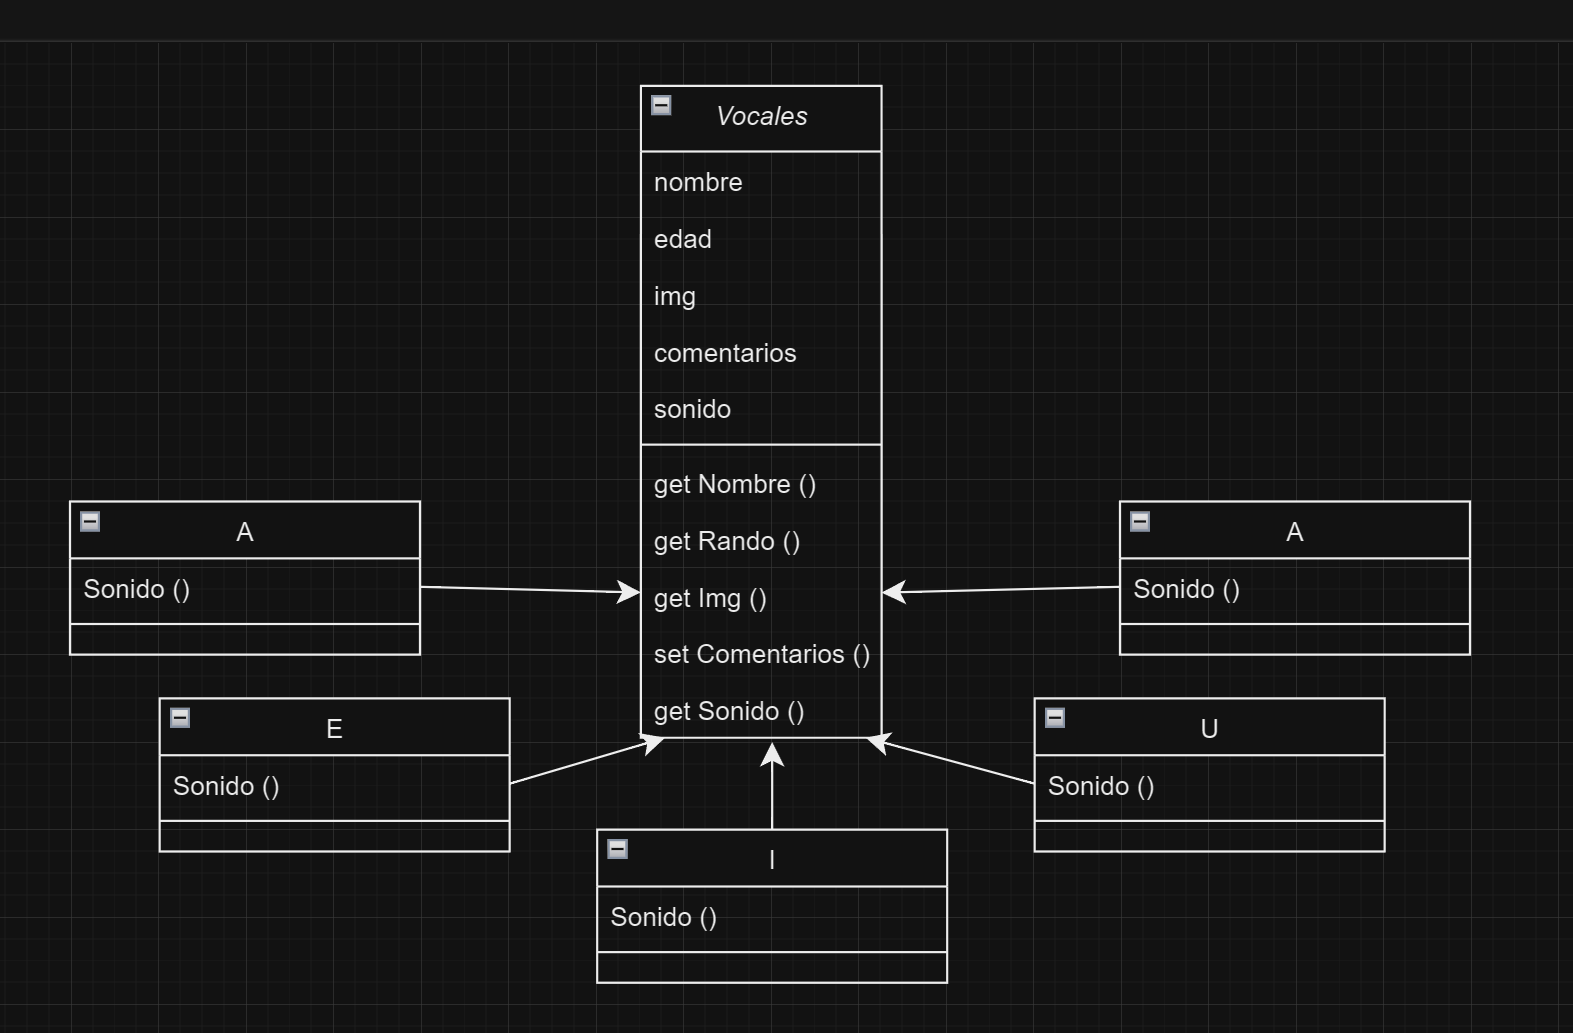 Vocales
nombre
edad
img
comentarios
sonido
get Nombre ()
get Rando ()
get Img ()
set Comentarios ()
get Sonido ()
A
Sonido ()
A
Sonido ()
E
Sonido ()
U
Sonido ()
I
Sonido ()